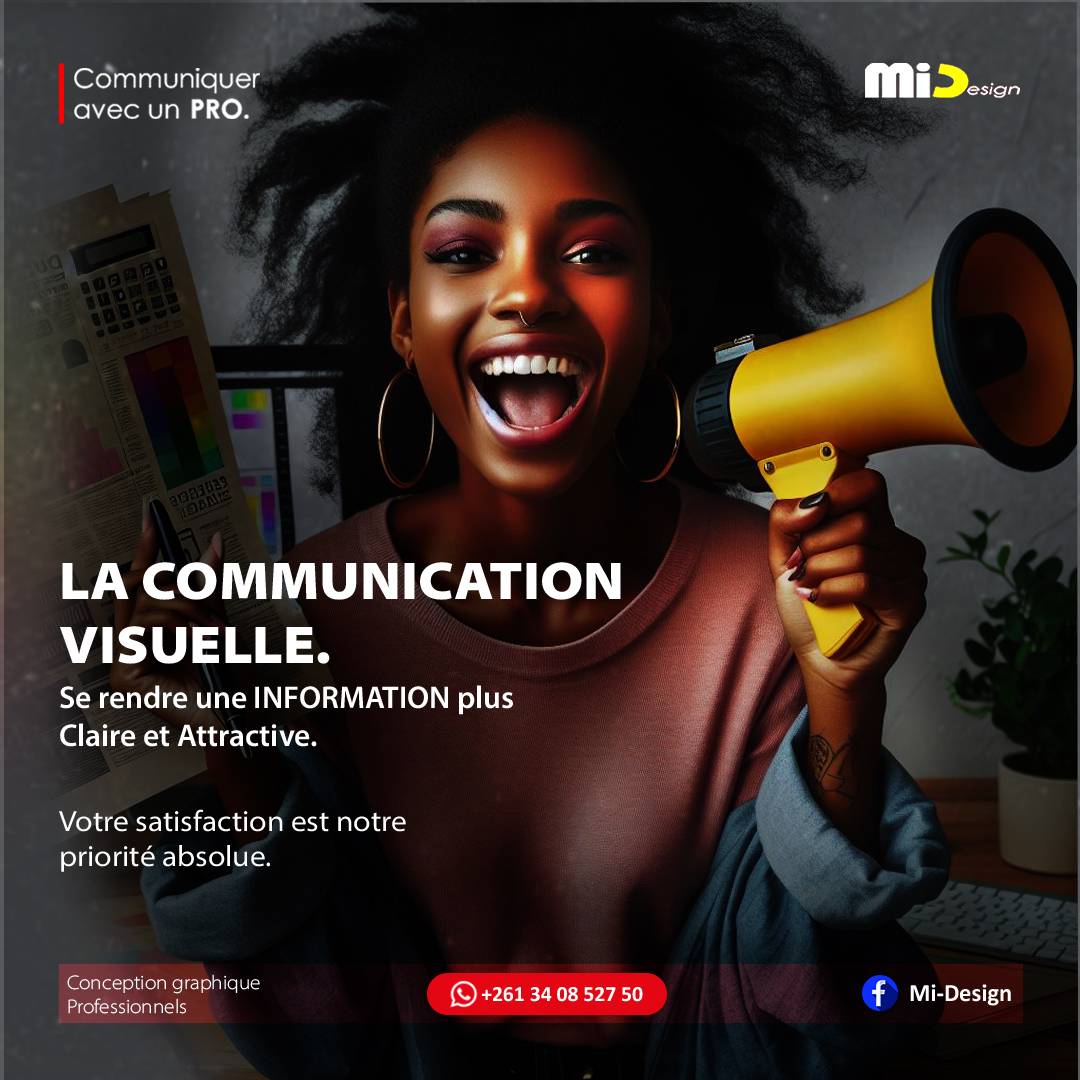 Communiquer
avec un PRO.
MiDesign
LA COMMUNICATION
VISUELLE.
Se rendre une INFORMATION plus
Claire et Attractive.
Votre satisfaction est notre
priorité absolue.
Conception graphique
Professionnels
+261 34 08 527 50
Mi-Design